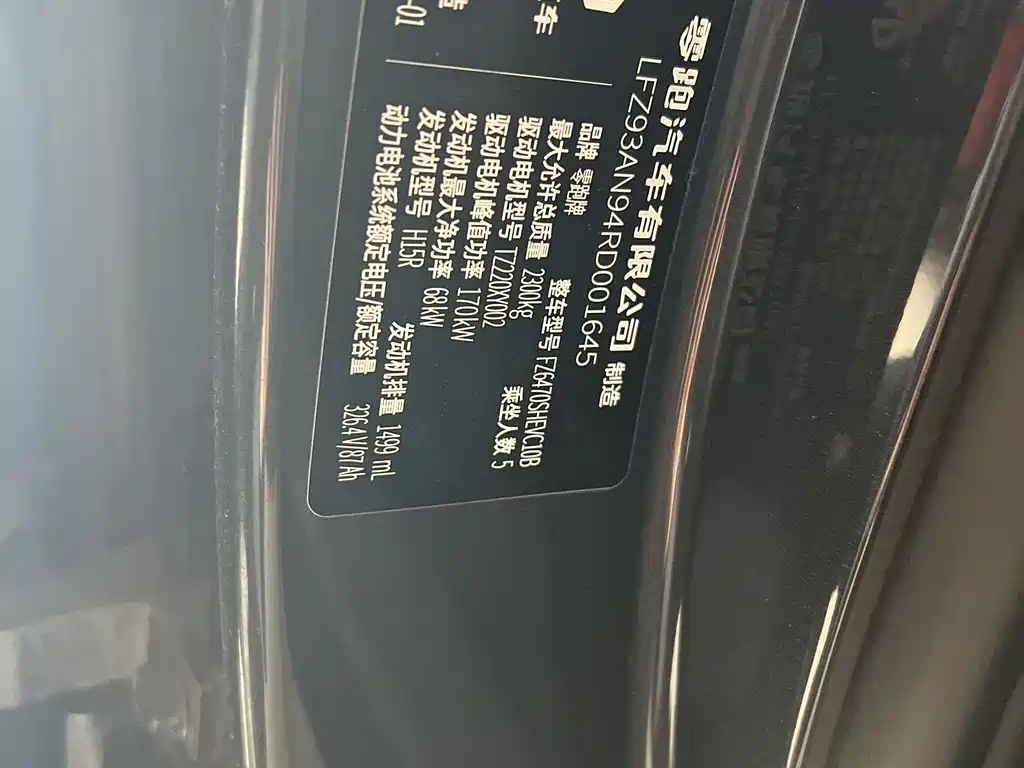 零跑汽车有限公司 制造
LFZ93AN94RD001645
品牌 零跑牌 整车型号 FZ6470SHEVCL0B
最大允许总质量 2300kg 乘坐人数 5
驱动电机型号 TZ220XY002
驱动电机峰值功率 170kW
发动机最大净功率 68kW
发动机型号 H15R 发动机排量 1499 mL
动力电池系统额定电压/额定容量 326.4V/87Ah
车
造
-01